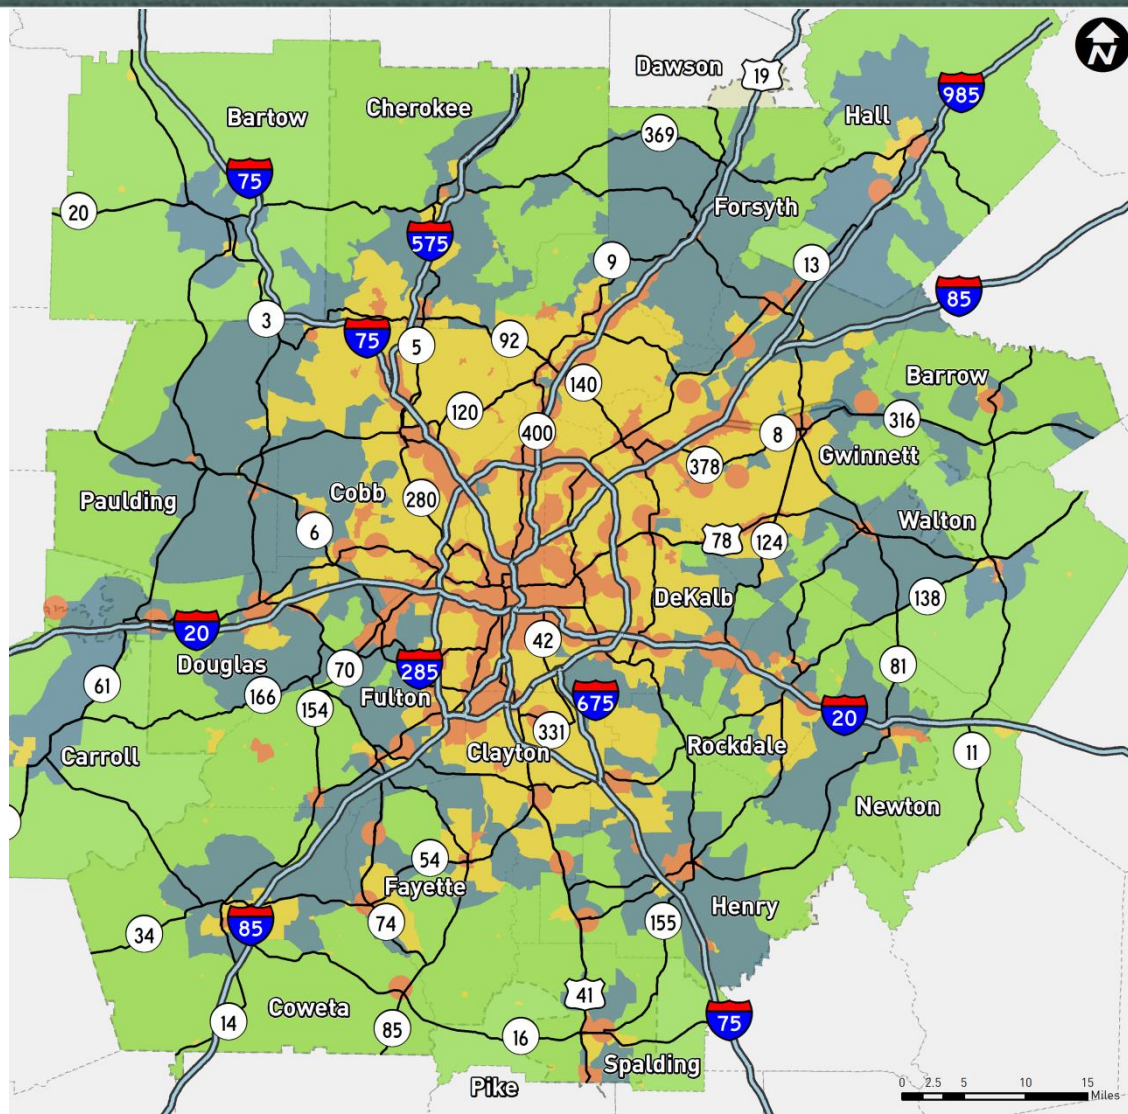 N
Dawson
19
985
Cherokee
Hall
Bartow
369
75
20
Forsyth
575
9
13
85
3
75
5
92
Barrow
140
120
316
400
8
Gwinnett
378
Cobb
Paulding
280
Walton
6
78
124
138
DeKalb
20
42
Douglas
70
285
81
61
166
Fulton
675
154
20
331
Rockdale
11
Carroll
Clayton
Newton
54
Fayette
Henry
155
74
34
85
41
Coweta
14
85
16
75
Spalding
Pike
0 2.5 5 10 15
Miles